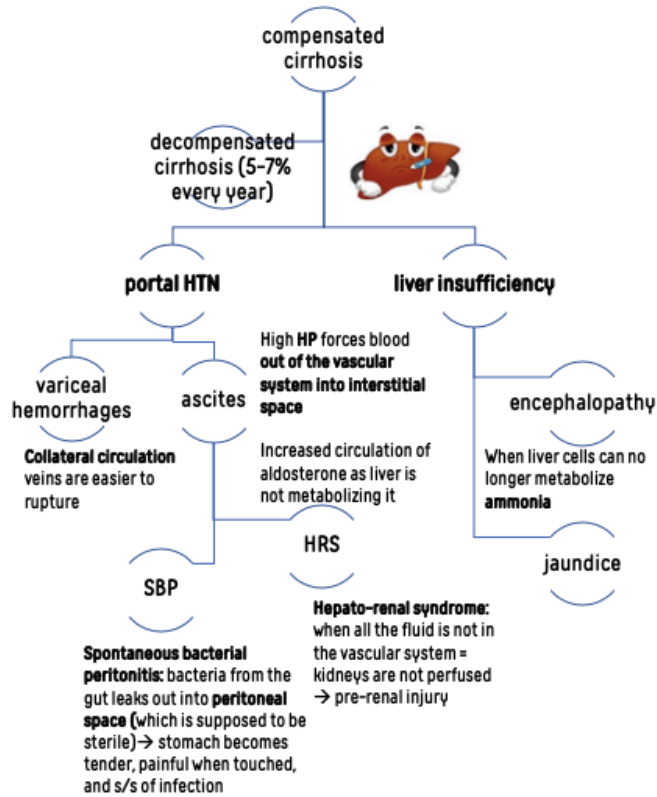 compensated
cirrhosis
decompensated
cirrhosis (5-7%
every year)
portal HTN
liver insufficiency
variceal
hemorrhages
Collateral circulation
veins are easier to
rupture
ascites
High HP forces blood
out of the vascular
system into interstitial
space
Increased circulation of
aldosterone as liver is
not metabolizing it
encephalopathy
When liver cells can no
longer metabolize
ammonia
jaundice
HRS
Hepato-renal syndrome:
when all the fluid is not in
the vascular system =
kidneys are not perfused
→ pre-renal injury
SBP
Spontaneous bacterial
peritonitis: bacteria from the
gut leaks out into peritoneal
space (which is supposed to be
sterile)→ stomach becomes
tender, painful when touched,
and s/s of infection